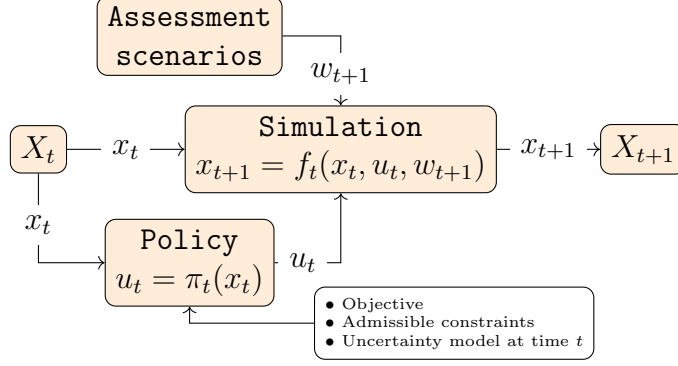 Assessment
scenarios
w_{t+1}
Simulation
x_{t+1} = f_t(x_t, u_t, w_{t+1})
X_t
x_t
x_{t+1}
X_{t+1}
x_t
Policy
u_t = π_t(x_t)
u_t
• Objective
• Admissible constraints
• Uncertainty model at time t